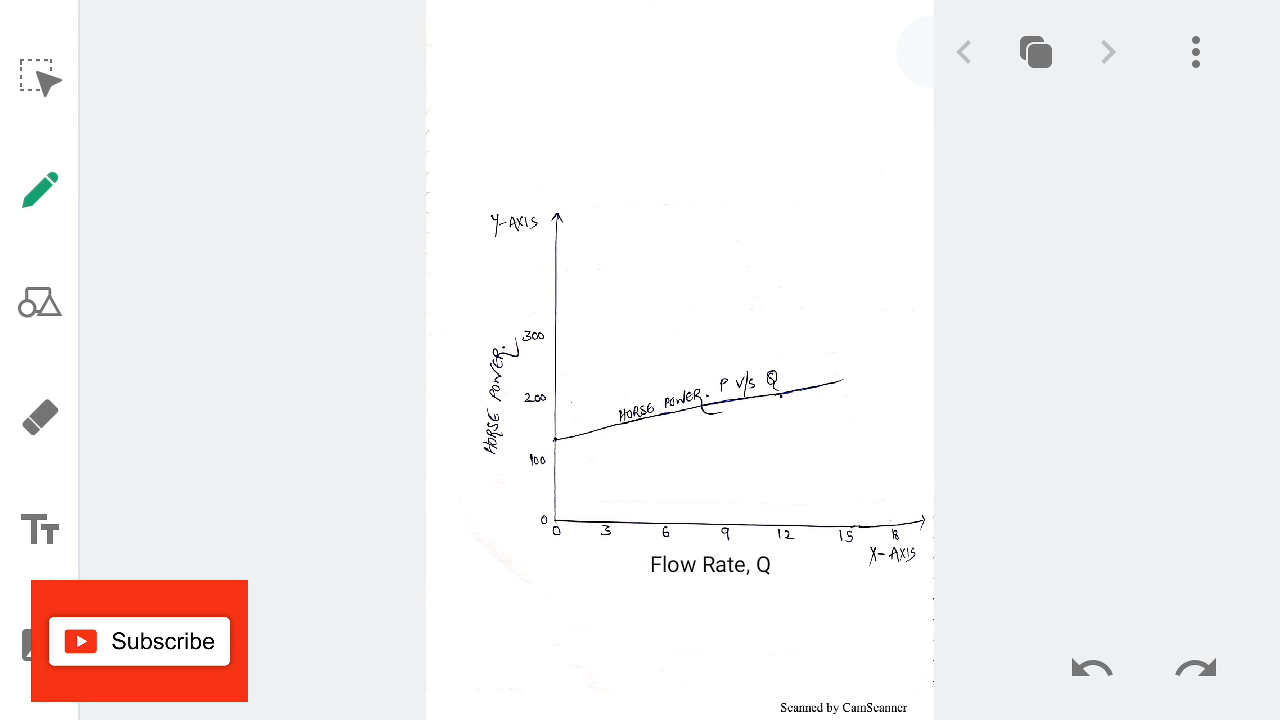 Y-AXIS
300
HORSE POWER.
200
HORSE POWER. P V/S Q
100
0
0 3 6 9 12 15 18
X-AXIS
Flow Rate, Q
TT
Subscribe
Scanned by CamScanner